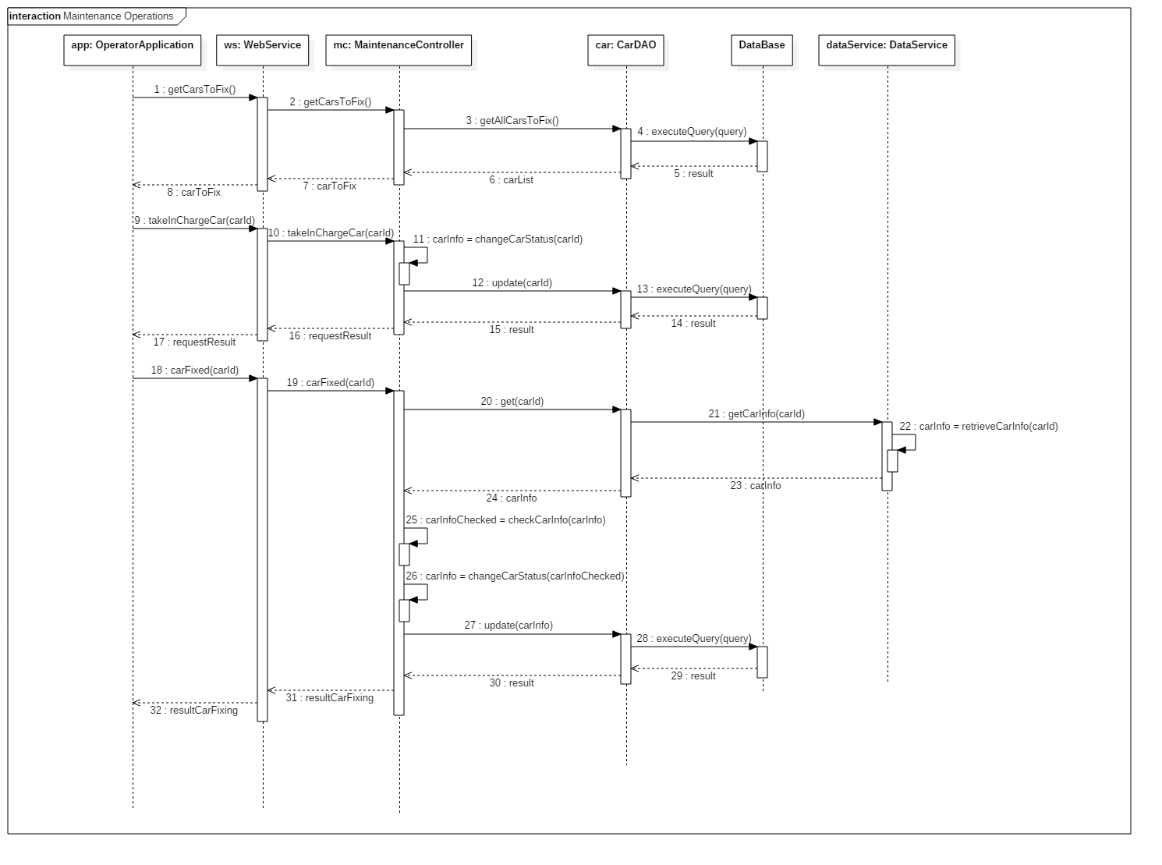 interaction Maintenance Operations
app: OperatorApplication
ws: WebService
mc: MaintenanceController
car: CarDAO
DataBase
dataService: DataService
1 : getCarsToFix()
2 : getCarsToFix()
3 : getAllCarsToFix()
4 : executeQuery(query)
5 : result
6 : carList
7 : carToFix
8 : carToFix
9 : takeInChargeCar(carId)
10 : takeInChargeCar(carId)
11 : carInfo = changeCarStatus(carId)
12 : update(carId)
13 : executeQuery(query)
14 : result
15 : result
16 : requestResult
17 : requestResult
18 : carFixed(carId)
19 : carFixed(carId)
20 : get(carId)
21 : getCarInfo(carId)
22 : carInfo = retrieveCarInfo(carId)
23 : carInfo
24 : carInfo
25 : carInfoChecked = checkCarInfo(carInfo)
26 : carInfo = changeCarStatus(carInfoChecked)
27 : update(carInfo)
28 : executeQuery(query)
29 : result
30 : result
31 : resultCarFixing
32 : resultCarFixing